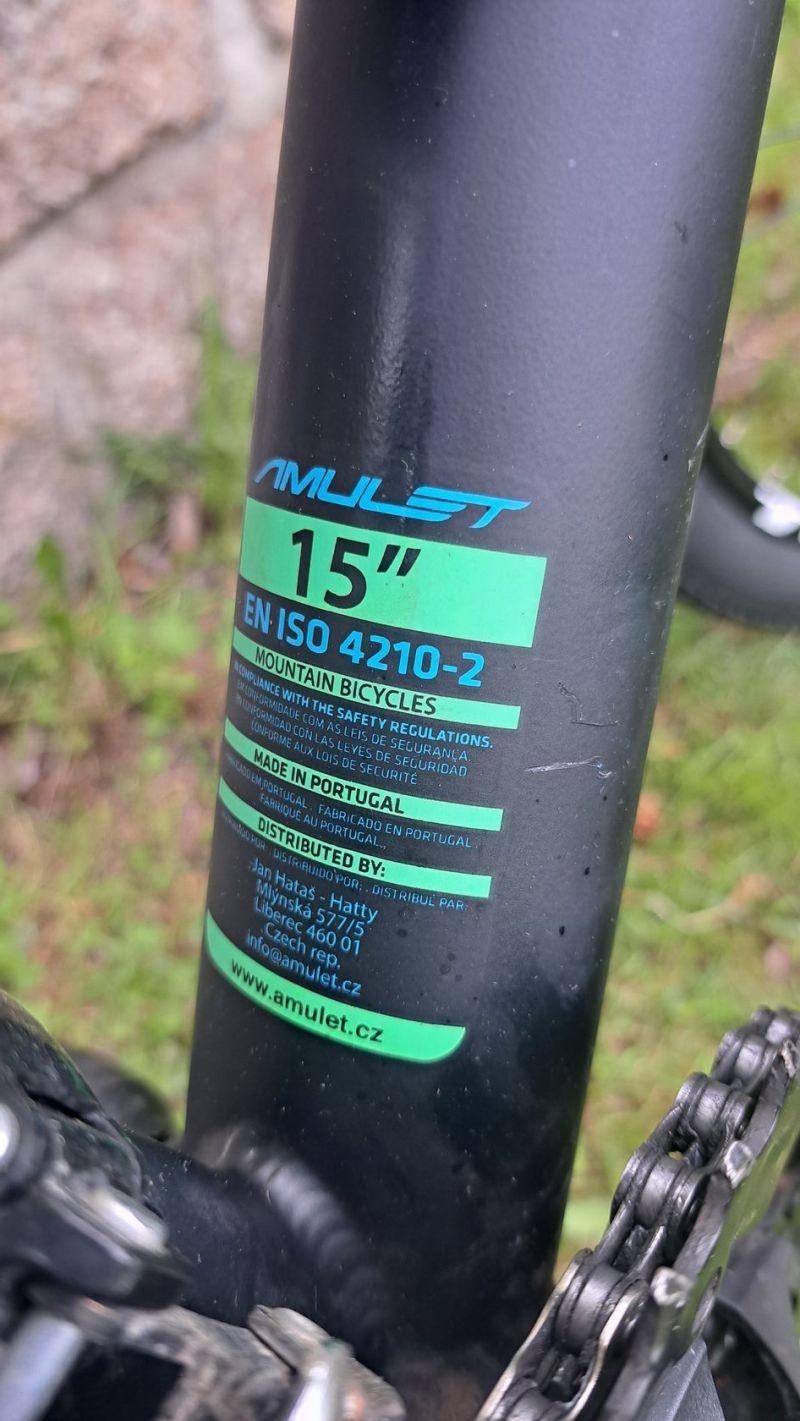 AMULET
15"
EN ISO 4210-2
MOUNTAIN BICYCLES
IN COMPLIANCE WITH THE SAFETY REGULATIONS.
EM CONFORMIDADE COM AS LEIS DE SEGURANÇA
EN CONFORMIDAD CON LAS LEYES DE SEGURIDAD
CONFORME AUX LOIS DE SECURITÉ
MADE IN PORTUGAL
EM PORTUGAL . FABRICADO EN PORTUGAL
FABRIQUÉ AU PORTUGAL..
DISTRIBUTED BY:
POR: . DISTRIBUIDO POR: . DISTRIBUÉ PAR:
Jan Hataš - Hatty
Mlýnská 577/5
Liberec 460 01
Czech rep.
info@amulet.cz
www.amulet.cz